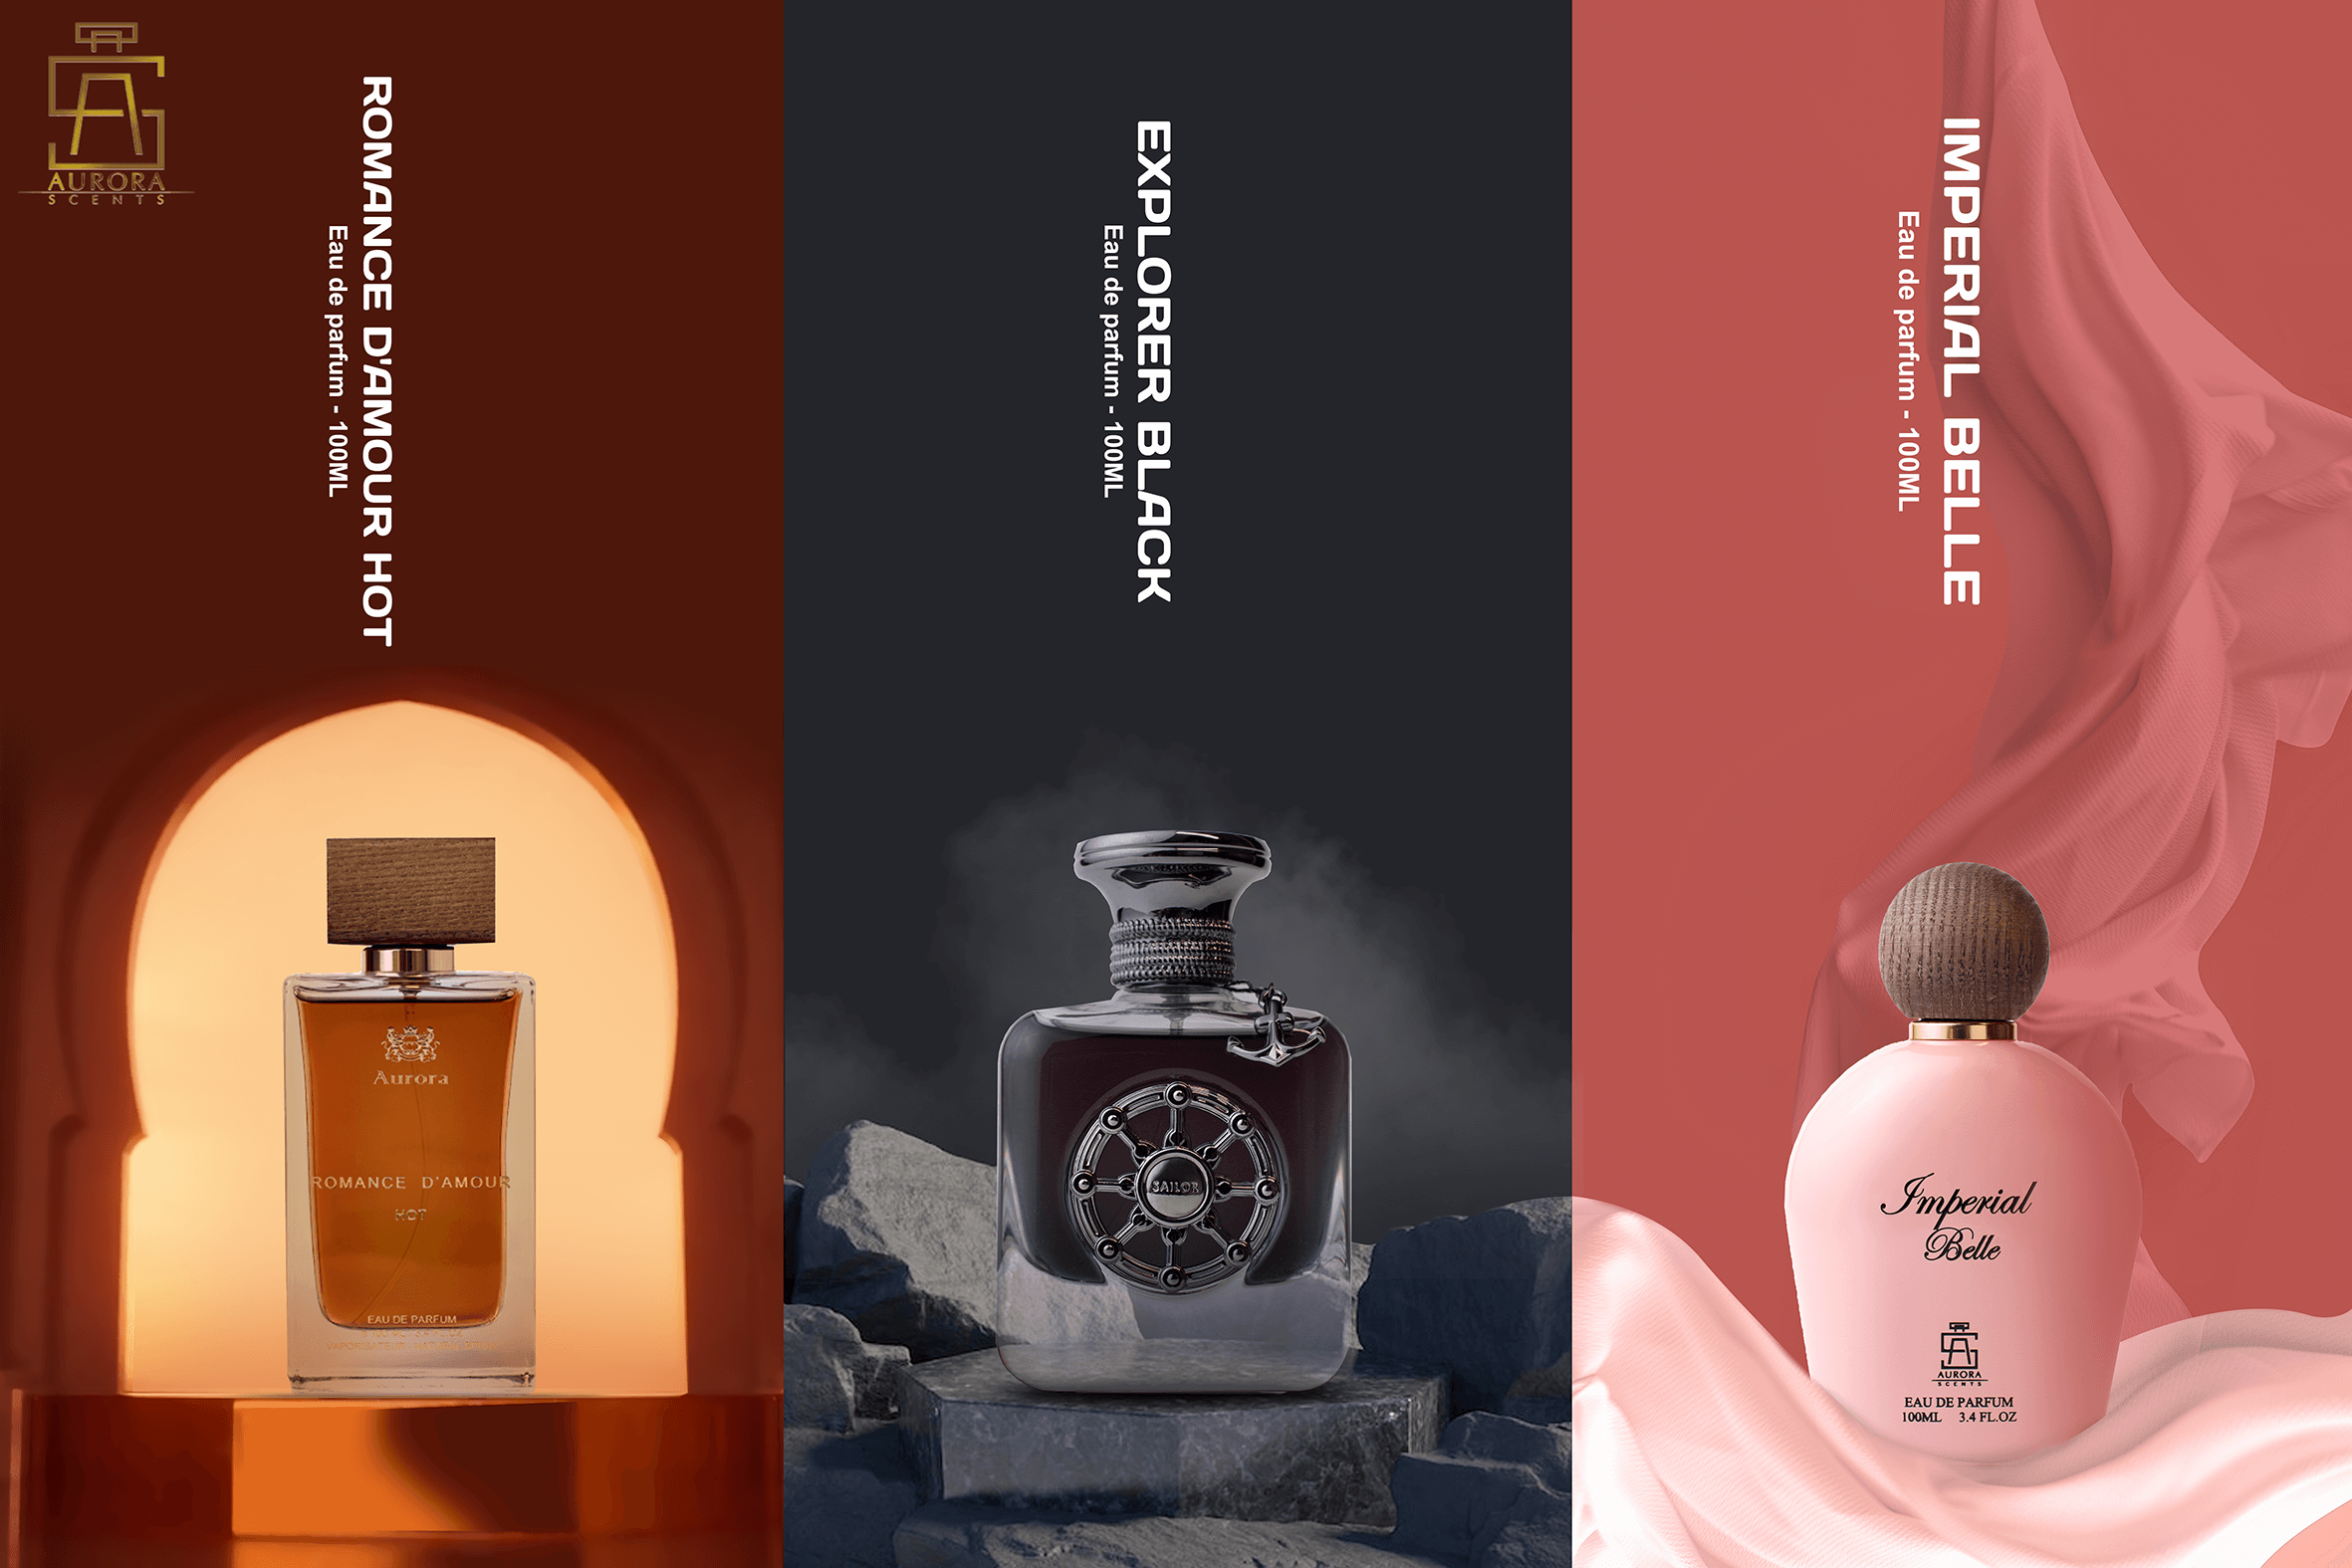 AURORA
SCENTS
ROMANCE D'AMOUR HOT
Eau de parfum - 100ML
Aurora
ROMANCE D'AMOUR
HOT
EAU DE PARFUM
EXPLORER BLACK
Eau de parfum - 100ML
SAILOR
IMPERIAL BELLE
Eau de parfum - 100ML
Imperial
Belle
AURORA
SCENTS
EAU DE PARFUM
100ML 3.4 FL.OZ